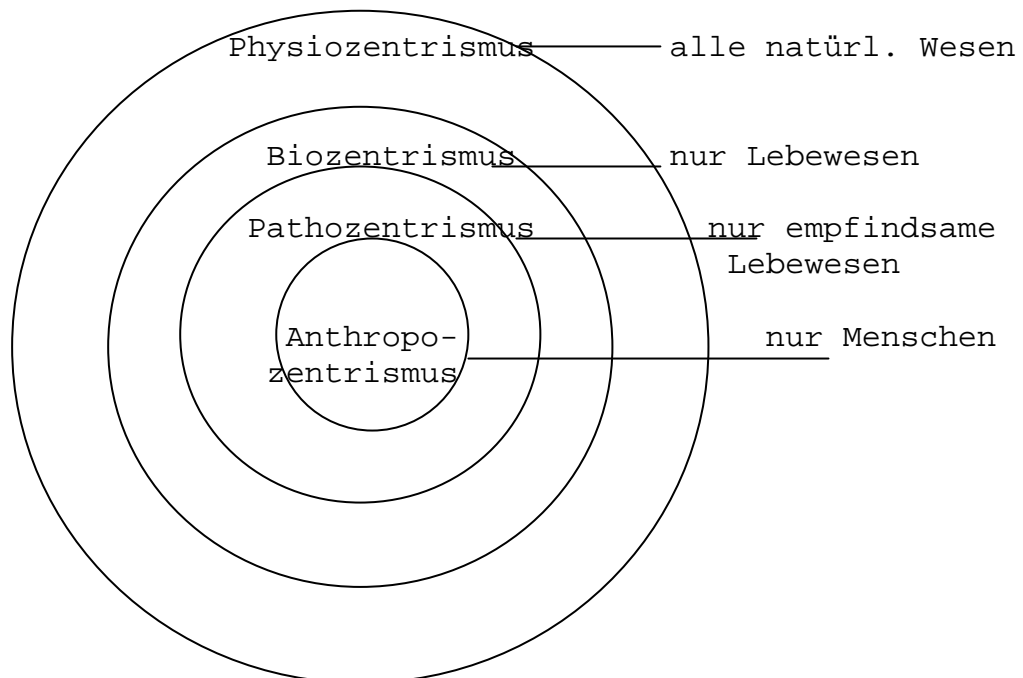 Physiozentrismus alle natürl. Wesen
Biozentrismus nur Lebewesen
Pathozentrismus nur empfindsame
Lebewesen
Anthropo- nur Menschen
zentrismus